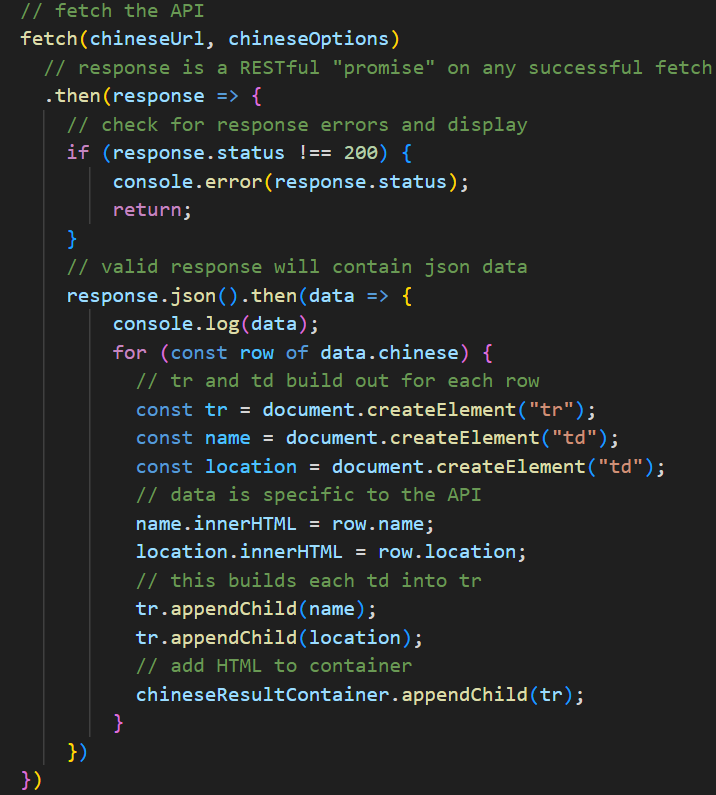 // fetch the API
fetch(chineseUrl, chineseOptions)
// response is a RESTful "promise" on any successful fetch
.then(response => {
// check for response errors and display
if (response.status !== 200) {
console.error(response.status);
return;
}
// valid response will contain json data
response.json().then(data => {
console.log(data);
for (const row of data.chinese) {
// tr and td build out for each row
const tr = document.createElement("tr");
const name = document.createElement("td");
const location = document.createElement("td");
// data is specific to the API
name.innerHTML = row.name;
location.innerHTML = row.location;
// this builds each td into tr
tr.appendChild(name);
tr.appendChild(location);
// add HTML to container
chineseResultContainer.appendChild(tr);
}
})
})